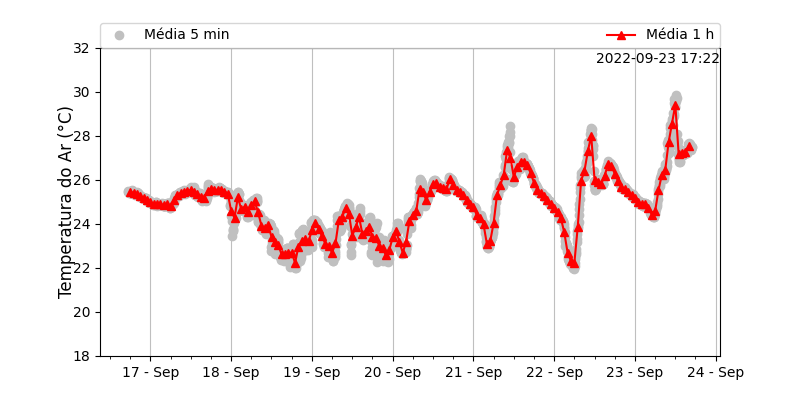 Média 5 min
Média 1 h
2022-09-23 17:22
Temperatura do Ar (°C)
32
30
28
26
24
22
20
18
17 - Sep
18 - Sep
19 - Sep
20 - Sep
21 - Sep
22 - Sep
23 - Sep
24 - Sep